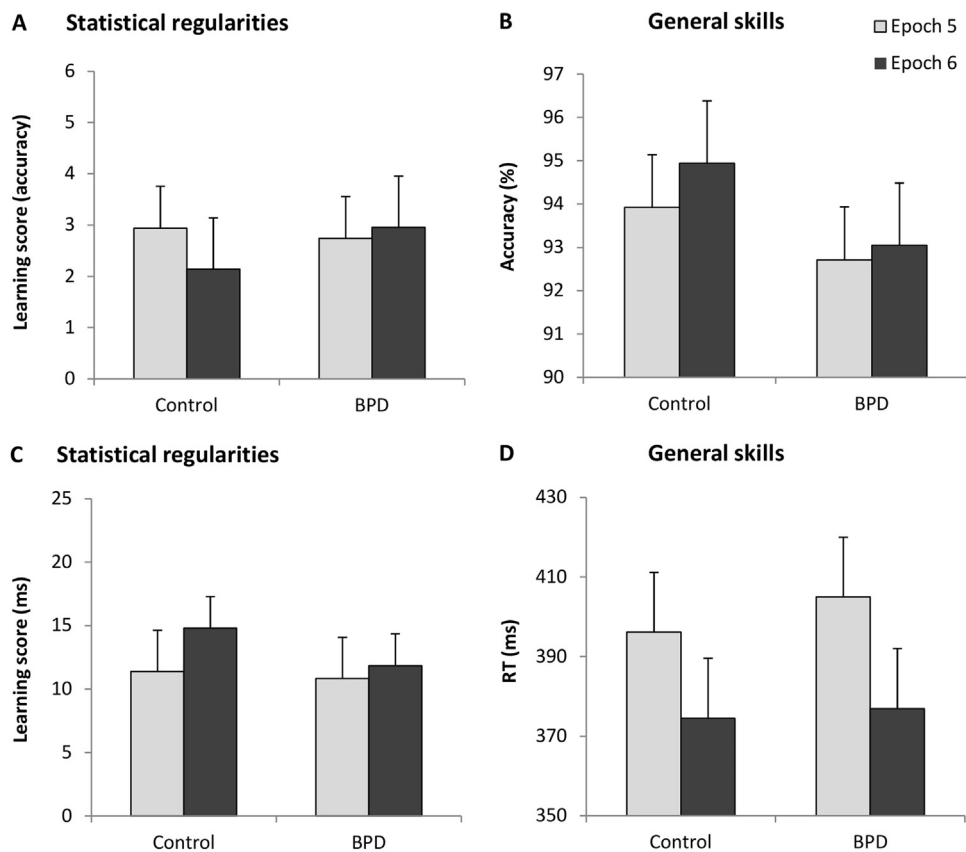 A Statistical regularities
Learning score (accuracy)
6
5
4
3
2
1
0
Control BPD
B General skills
Epoch 5
Epoch 6
Accuracy (%)
97
96
95
94
93
92
91
90
Control BPD
C Statistical regularities
Learning score (ms)
25
20
15
10
5
0
Control BPD
D General skills
RT (ms)
430
410
390
370
350
Control BPD